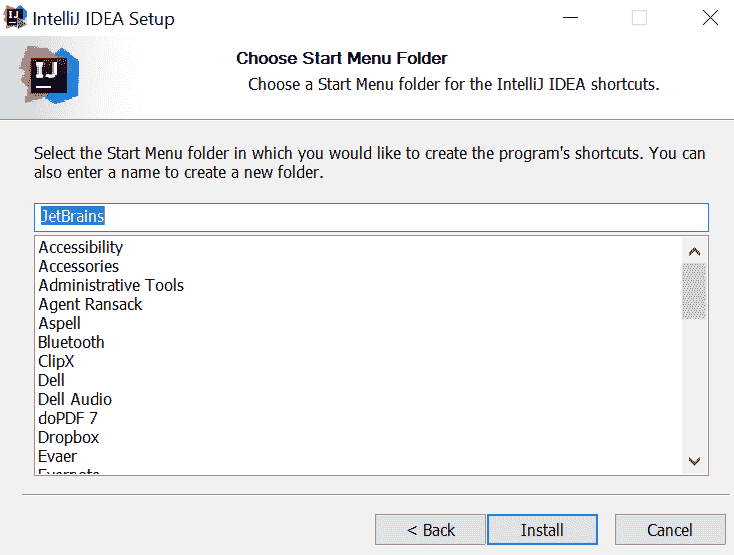 IntelliJ IDEA Setup
IJ
Choose Start Menu Folder
Choose a Start Menu folder for the IntelliJ IDEA shortcuts.
Select the Start Menu folder in which you would like to create the program's shortcuts. You can
also enter a name to create a new folder.
JetBrains
Accessibility
Accessories
Administrative Tools
Agent Ransack
Aspell
Bluetooth
ClipX
Dell
Dell Audio
doPDF 7
Dropbox
Evaer
Evernote
< Back
Install
Cancel